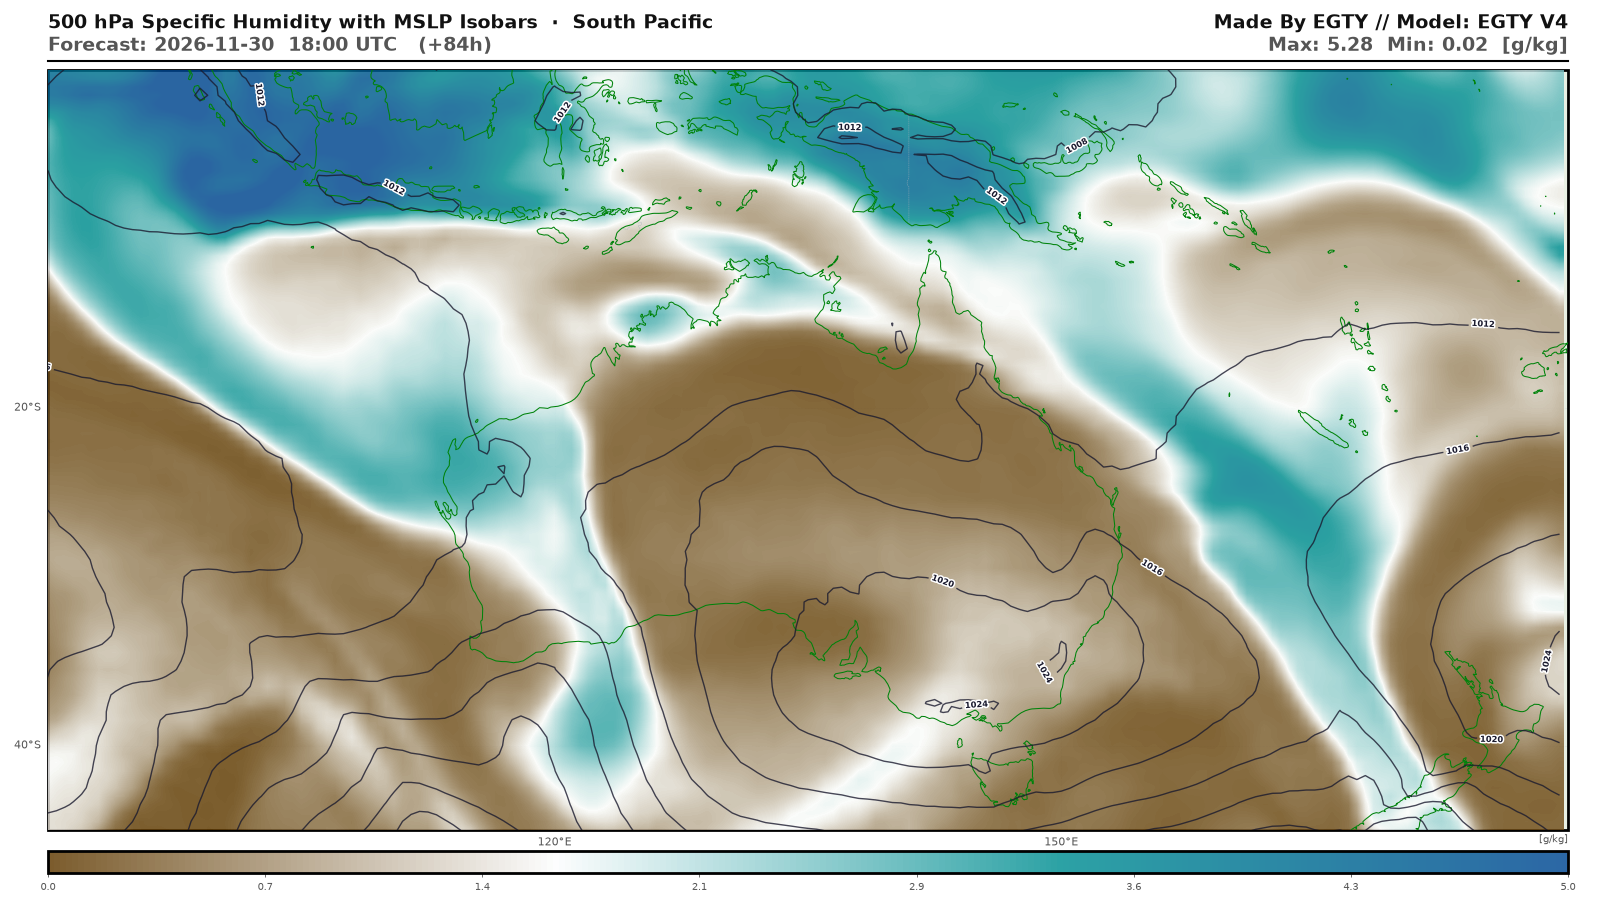 500 hPa Specific Humidity with MSLP Isobars · South Pacific
Made By EGTY // Model: EGTY V4
Forecast: 2026-11-30 18:00 UTC (+84h)
Max: 5.28 Min: 0.02 [g/kg]
1012
1012
1012
1008
1012
1012
1012
20°S
1016
1016
1020
1024
1024
1024
1020
40°S
120°E
150°E
[g/kg]
0.0
0.7
1.4
2.1
2.9
3.6
4.3
5.0